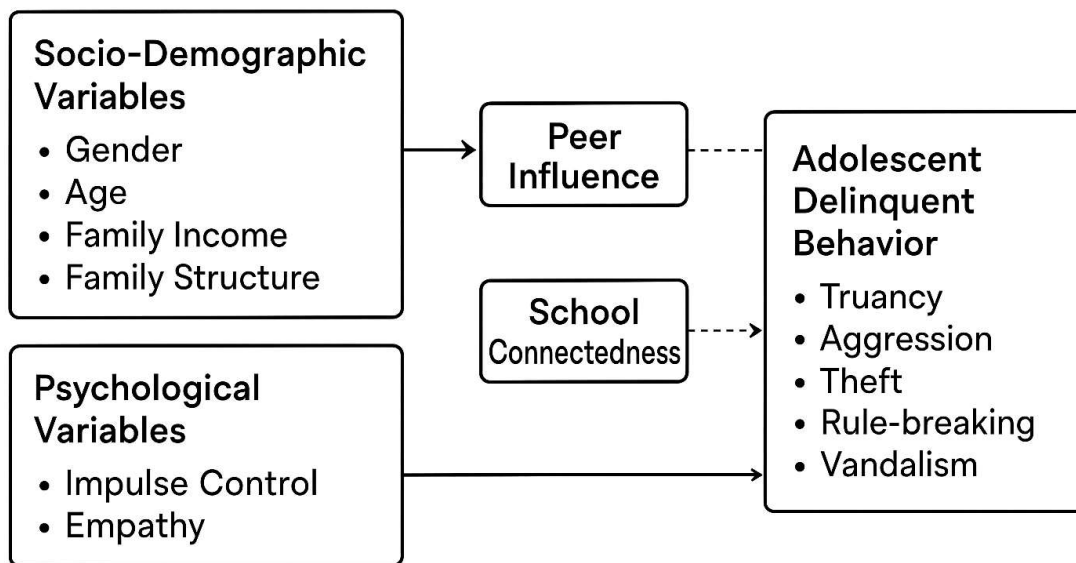 Socio-Demographic
Variables
• Gender
• Age
• Family Income
• Family Structure
Psychological
Variables
• Impulse Control
• Empathy
Peer
Influence
School
Connectedness
Adolescent
Delinquent
Behavior
• Truancy
• Aggression
• Theft
• Rule-breaking
• Vandalism